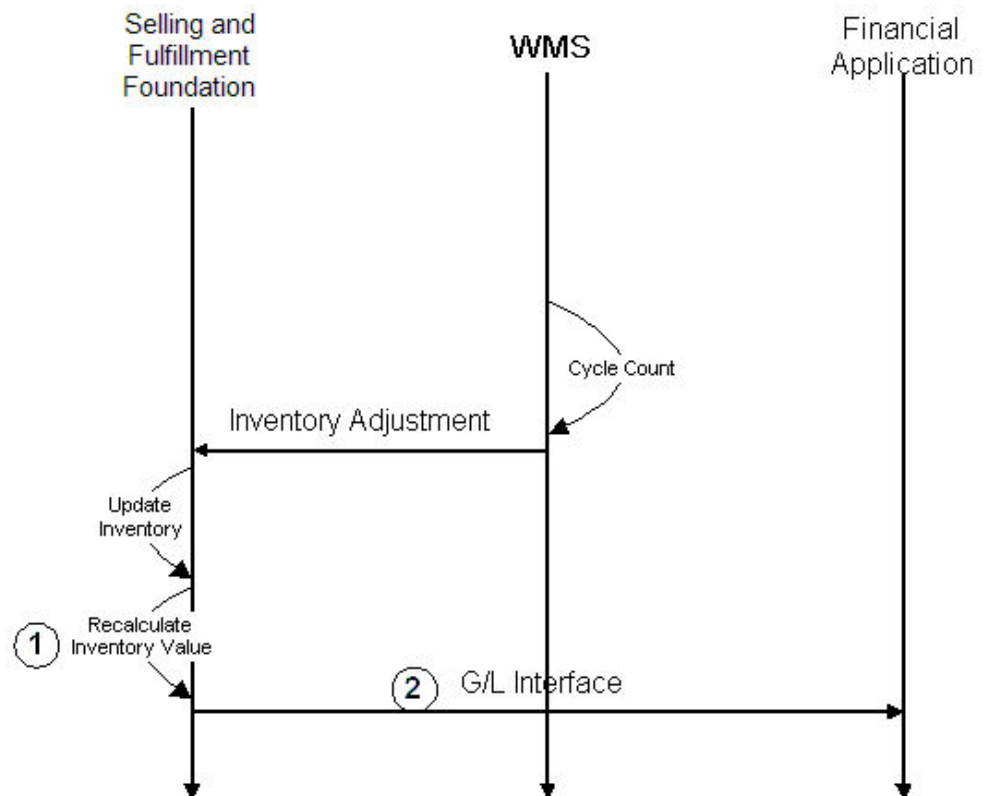 Selling and
Fulfillment
Foundation
WMS
Financial
Application
Cycle Count
Inventory Adjustment
Update
Inventory
1
Recalculate
Inventory Value
2
G/L Interface